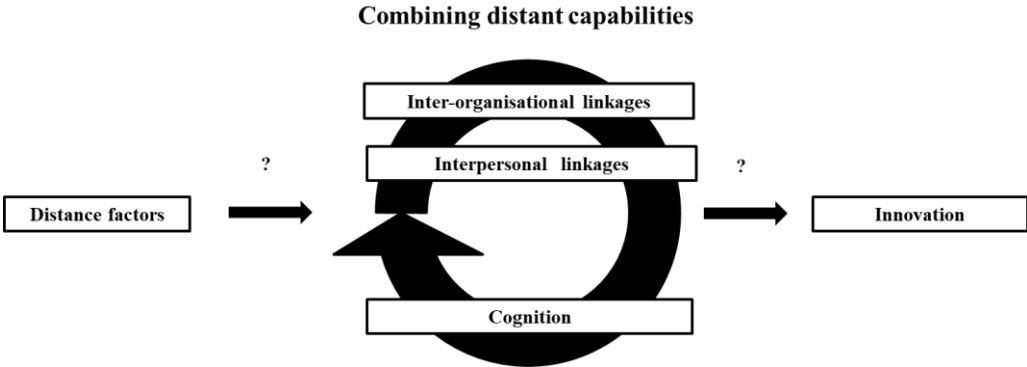 Combining distant capabilities
Inter-organisational linkages
Interpersonal linkages
?
?
Distance factors
Innovation
Cognition